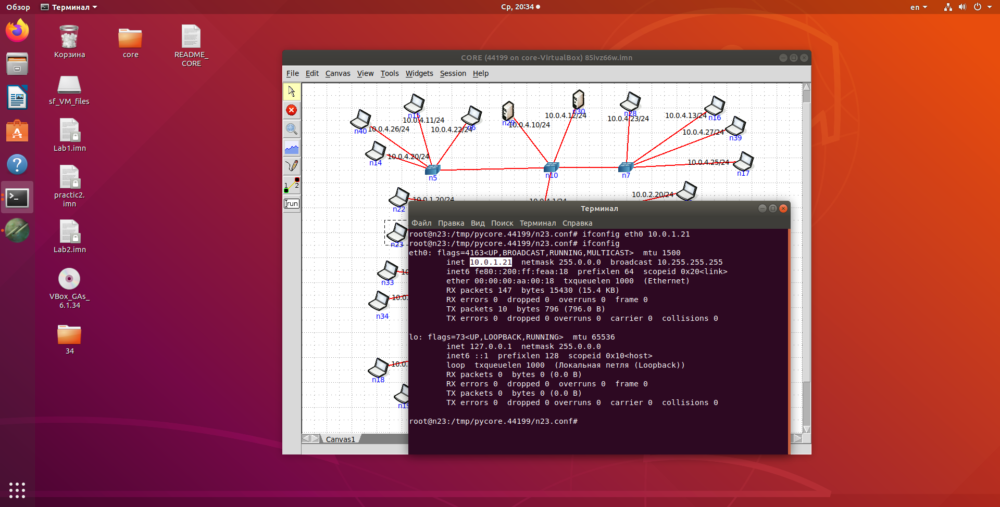 Обзор
Терминал
Ср, 20:34
en
Корзина
core
README_
CORE
sf_VM_files
Lab1.imn
practic2.
imn
Lab2.imn
VBox_GAs_
6.1.34
34
CORE (44199 on core-VirtualBox) 85ivz66w.imn
File Edit Canvas View Tools Widgets Session Help
1 2
run
n15
10.0.4.11/24
n40
10.0.4.26/24
n6
10.0.4.22/24
n29
10.0.4.10/24
n30
10.0.4.12/24
n28
10.0.4.23/24
10.0.4.13/24
n16
10.0.4.27/24
n39
n14
10.0.4.20/24
10.0.4.25/24
n17
n5
n10
n7
n22
10.0.1.20/24
10.0.4.1/24
10.0.2.20/24
n23
n33
10
n34
10.0.
n18
10.0.
n19
Canvas1
Терминал
Файл Правка Вид Поиск Терминал Справка
root@n23:/tmp/pycore.44199/n23.conf# ifconfig eth0 10.0.1.21
root@n23:/tmp/pycore.44199/n23.conf# ifconfig
eth0: flags=4163<UP,BROADCAST,RUNNING,MULTICAST>  mtu 1500
inet 10.0.1.21  netmask 255.0.0.0  broadcast 10.255.255.255
inet6 fe80::200:ff:feaa:18  prefixlen 64  scopeid 0x20<link>
ether 00:00:00:aa:00:18  txqueuelen 1000  (Ethernet)
RX packets 147  bytes 15430 (15.4 KB)
RX errors 0  dropped 0  overruns 0  frame 0
TX packets 10  bytes 796 (796.0 B)
TX errors 0  dropped 0 overruns 0  carrier 0  collisions 0
lo: flags=73<UP,LOOPBACK,RUNNING>  mtu 65536
inet 127.0.0.1  netmask 255.0.0.0
inet6 ::1  prefixlen 128  scopeid 0x10<host>
loop  txqueuelen 1000  (Локальная петля (Loopback))
RX packets 0  bytes 0 (0.0 B)
RX errors 0  dropped 0  overruns 0  frame 0
TX packets 0  bytes 0 (0.0 B)
TX errors 0  dropped 0 overruns 0  carrier 0  collisions 0
root@n23:/tmp/pycore.44199/n23.conf#